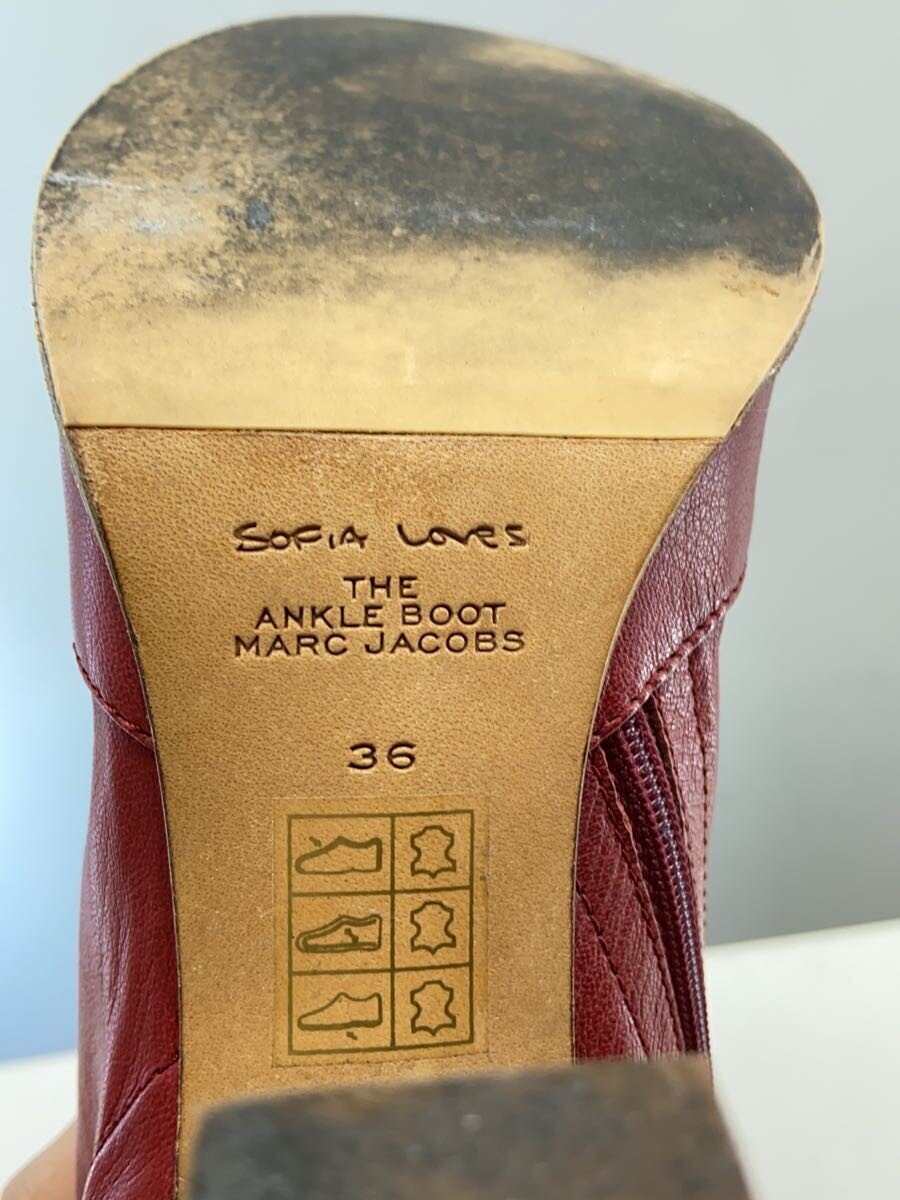 SOFIA LOVES
THE
ANKLE BOOT
MARC JACOBS
36